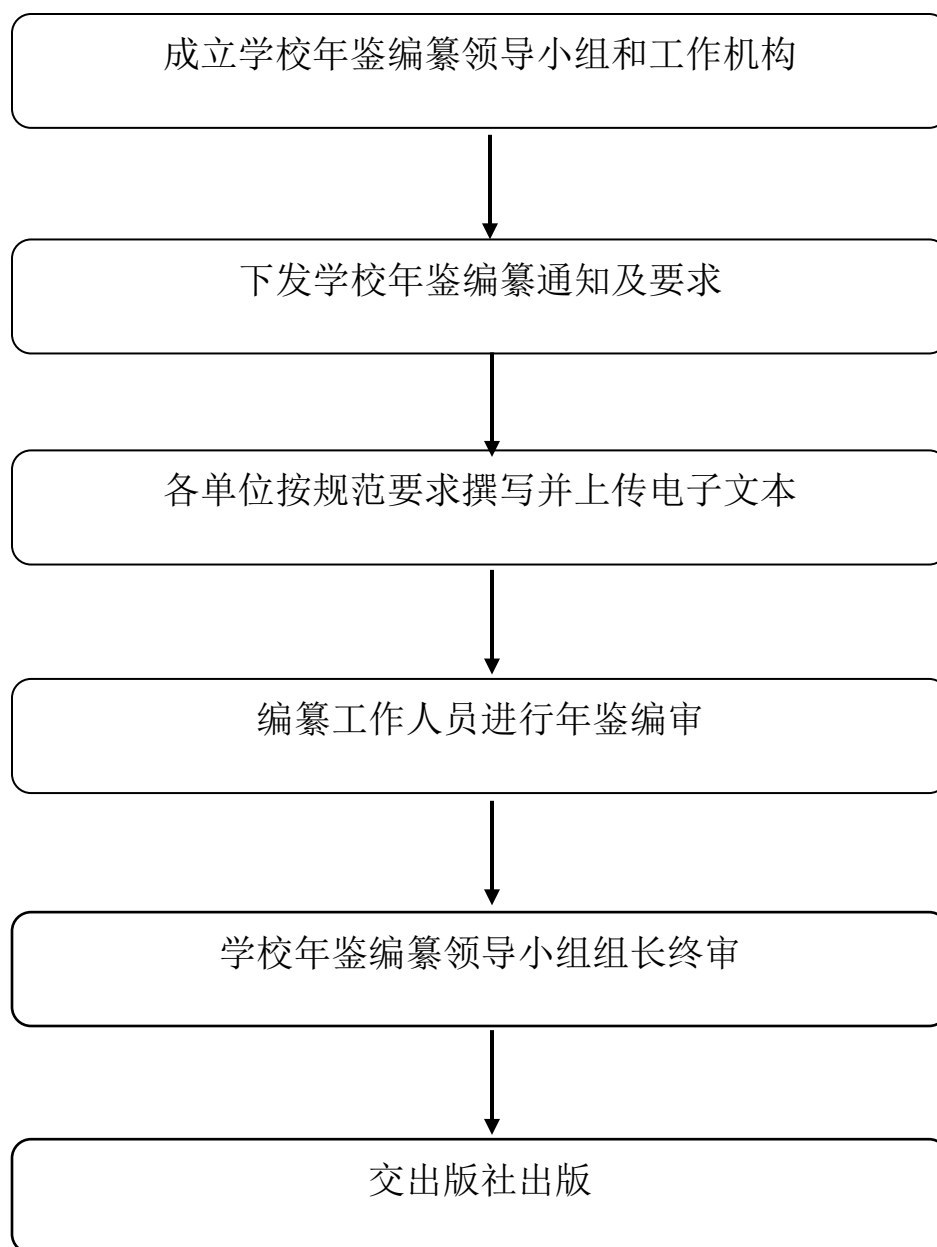 成立学校年鉴编纂领导小组和工作机构
下发学校年鉴编纂通知及要求
各单位按规范要求撰写并上传电子文本
编纂工作人员进行年鉴编审
学校年鉴编纂领导小组组长终审
交出版社出版